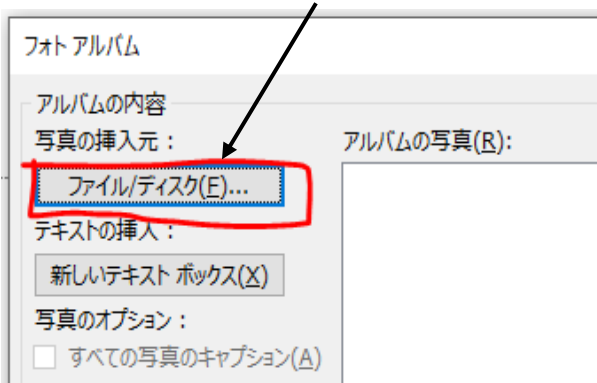 フォト アルバム
アルバムの内容
写真の挿入元：
アルバムの写真(R):
ファイル/ディスク(F)...
テキストの挿入：
新しいテキスト ボックス(X)
写真のオプション：
すべての写真のキャプション(A)